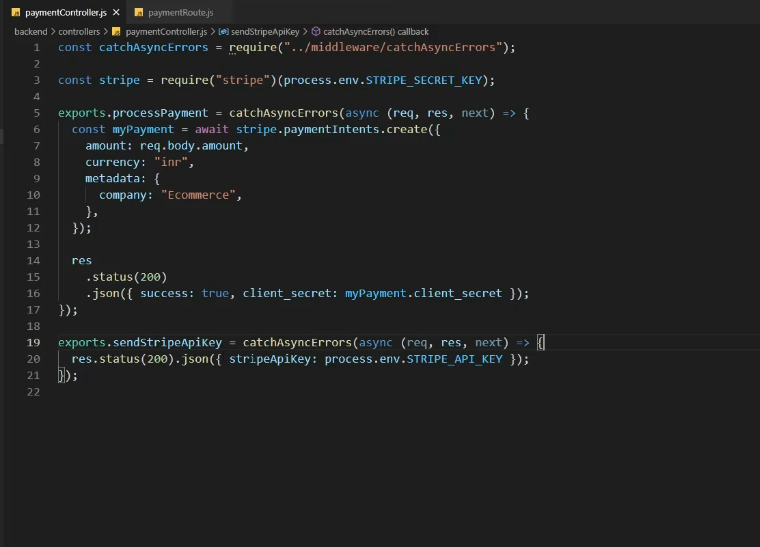 paymentController.js
paymentRoute.js
backend > controllers > paymentController.js > sendStripeApiKey > catchAsyncErrors() callback
1 const catchAsyncErrors = require("../middleware/catchAsyncErrors");
2
3 const stripe = require("stripe")(process.env.STRIPE_SECRET_KEY);
4
5 exports.processPayment = catchAsyncErrors(async (req, res, next) => {
6   const myPayment = await stripe.paymentIntents.create({
7     amount: req.body.amount,
8     currency: "inr",
9     metadata: {
10       company: "Ecommerce",
11     },
12   });
13
14   res
15     .status(200)
16     .json({ success: true, client_secret: myPayment.client_secret });
17 });
18
19 exports.sendStripeApiKey = catchAsyncErrors(async (req, res, next) => {
20   res.status(200).json({ stripeApiKey: process.env.STRIPE_API_KEY });
21 });
22